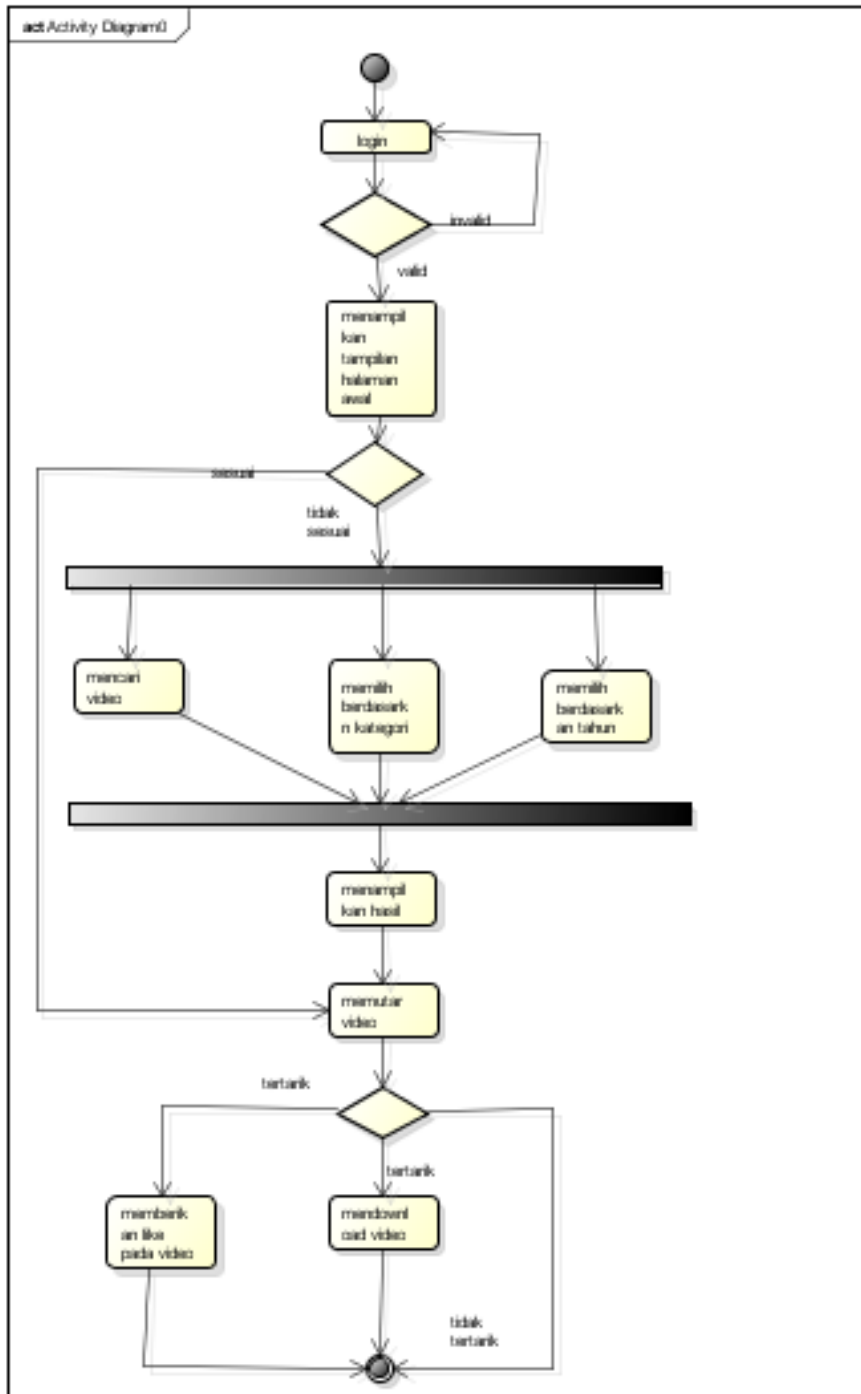 act Activity Diagram0
login
invalid
valid
menampil
kan
tampilan
halaman
awal
sesuai
tidak
sesuai
mencari
video
memilih
berdasark
n kategori
memilih
berdasark
an tahun
menampil
kan hasil
memutar
video
tertarik
tertarik
memberik
an like
pada video
mendownl
oad video
tidak
tertarik